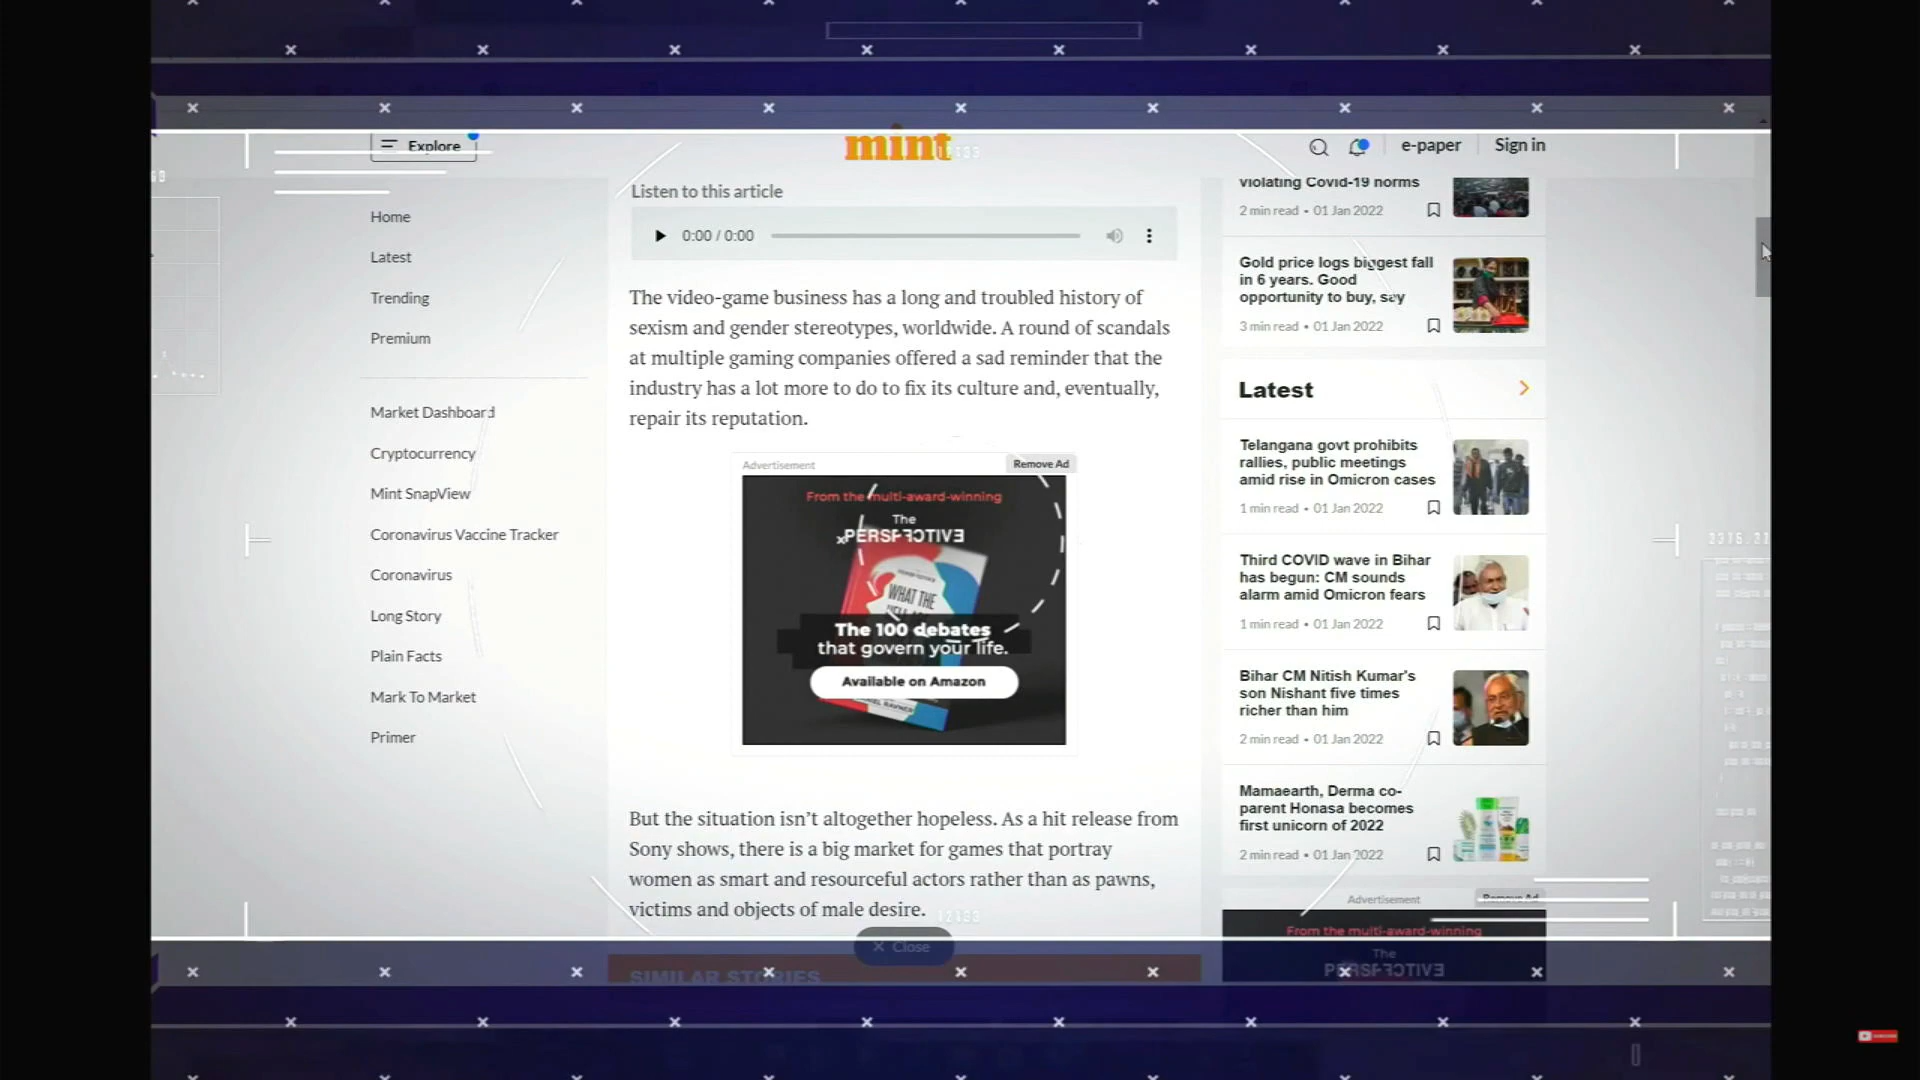 Explore
mint
12133
e-paper
Sign in
Home
Latest
Trending
Premium
Market Dashboard
Cryptocurrency
Mint SnapView
Coronavirus Vaccine Tracker
Coronavirus
Long Story
Plain Facts
Mark To Market
Primer
Listen to this article
0:00 / 0:00
The video-game business has a long and troubled history of
sexism and gender stereotypes, worldwide. A round of scandals
at multiple gaming companies offered a sad reminder that the
industry has a lot more to do to fix its culture and, eventually,
repair its reputation.
Advertisement
Remove Ad
From the multi-award-winning
The
PERSPECTIVE
WHAT THE
The 100 debates
that govern your life.
Available on Amazon
But the situation isn’t altogether hopeless. As a hit release from
Sony shows, there is a big market for games that portray
women as smart and resourceful actors rather than as pawns,
victims and objects of male desire.
12133
× Close
SIMILAR STORIES
violating Covid-19 norms
2 min read • 01 Jan 2022
Gold price logs biggest fall
in 6 years. Good
opportunity to buy, say
3 min read • 01 Jan 2022
Latest
Telangana govt prohibits
rallies, public meetings
amid rise in Omicron cases
1 min read • 01 Jan 2022
Third COVID wave in Bihar
has begun: CM sounds
alarm amid Omicron fears
1 min read • 01 Jan 2022
Bihar CM Nitish Kumar's
son Nishant five times
richer than him
2 min read • 01 Jan 2022
Mamaearth, Derma co-
parent Honasa becomes
first unicorn of 2022
2 min read • 01 Jan 2022
Advertisement
Remove Ad
From the multi-award-winning
The
PERSPECTIVE